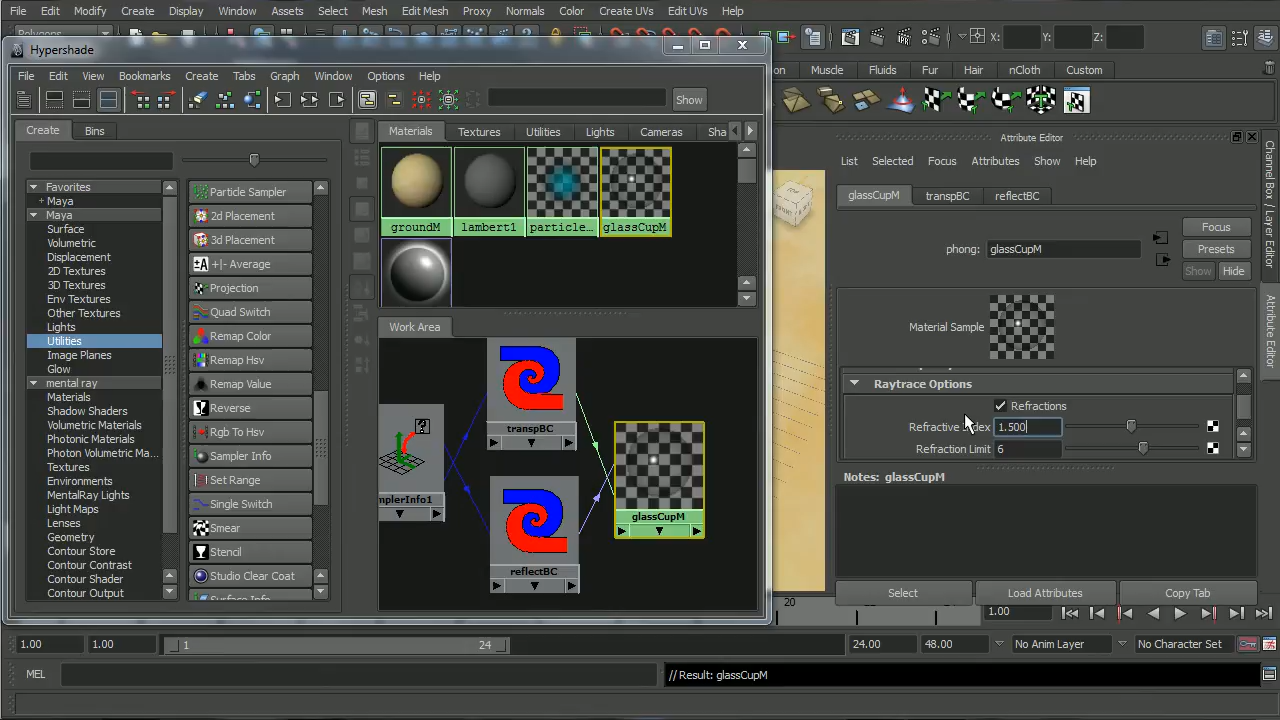 File Edit Modify Create Display Window Assets Select Mesh Edit Mesh Proxy Normals Color Create UVs Edit UVs Help
Polygons
X: Y: Z:
Hypershade
Muscle Fluids Fur Hair nCloth Custom
File Edit View Bookmarks Create Tabs Graph Window Options Help
Show
Create Bins
Materials Textures Utilities Lights Cameras Sha
Favorites
+ Maya
Maya
Surface
Volumetric
Displacement
2D Textures
3D Textures
Env Textures
Other Textures
Lights
Utilities
Image Planes
Glow
mental ray
Materials
Shadow Shaders
Volumetric Materials
Photonic Materials
Photon Volumetric Mat
Textures
Environments
MentalRay Lights
Light Maps
Lenses
Geometry
Contour Store
Contour Contrast
Contour Shader
Contour Output
Particle Sampler
2d Placement
3d Placement
+|- Average
Projection
Quad Switch
Remap Color
Remap Hsv
Remap Value
Reverse
Rgb To Hsv
Sampler Info
Set Range
Single Switch
Smear
Stencil
Studio Clear Coat
Surface Info
groundM lambert1 particle... glassCupM
Work Area
transpBC
mplerInfo1
reflectBC
glassCupM
Attribute Editor
List Selected Focus Attributes Show Help
glassCupM transpBC reflectBC
phong: glassCupM
Focus
Presets
Show Hide
Material Sample
Raytrace Options
Refractions
Refractive Index 1.500
Refraction Limit 6
Notes: glassCupM
Select Load Attributes Copy Tab
Channel Box / Layer Editor
Attribute Editor
20
1.00
1.00 1.00 1 24 24.00 48.00 No Anim Layer No Character Set
MEL // Result: glassCupM